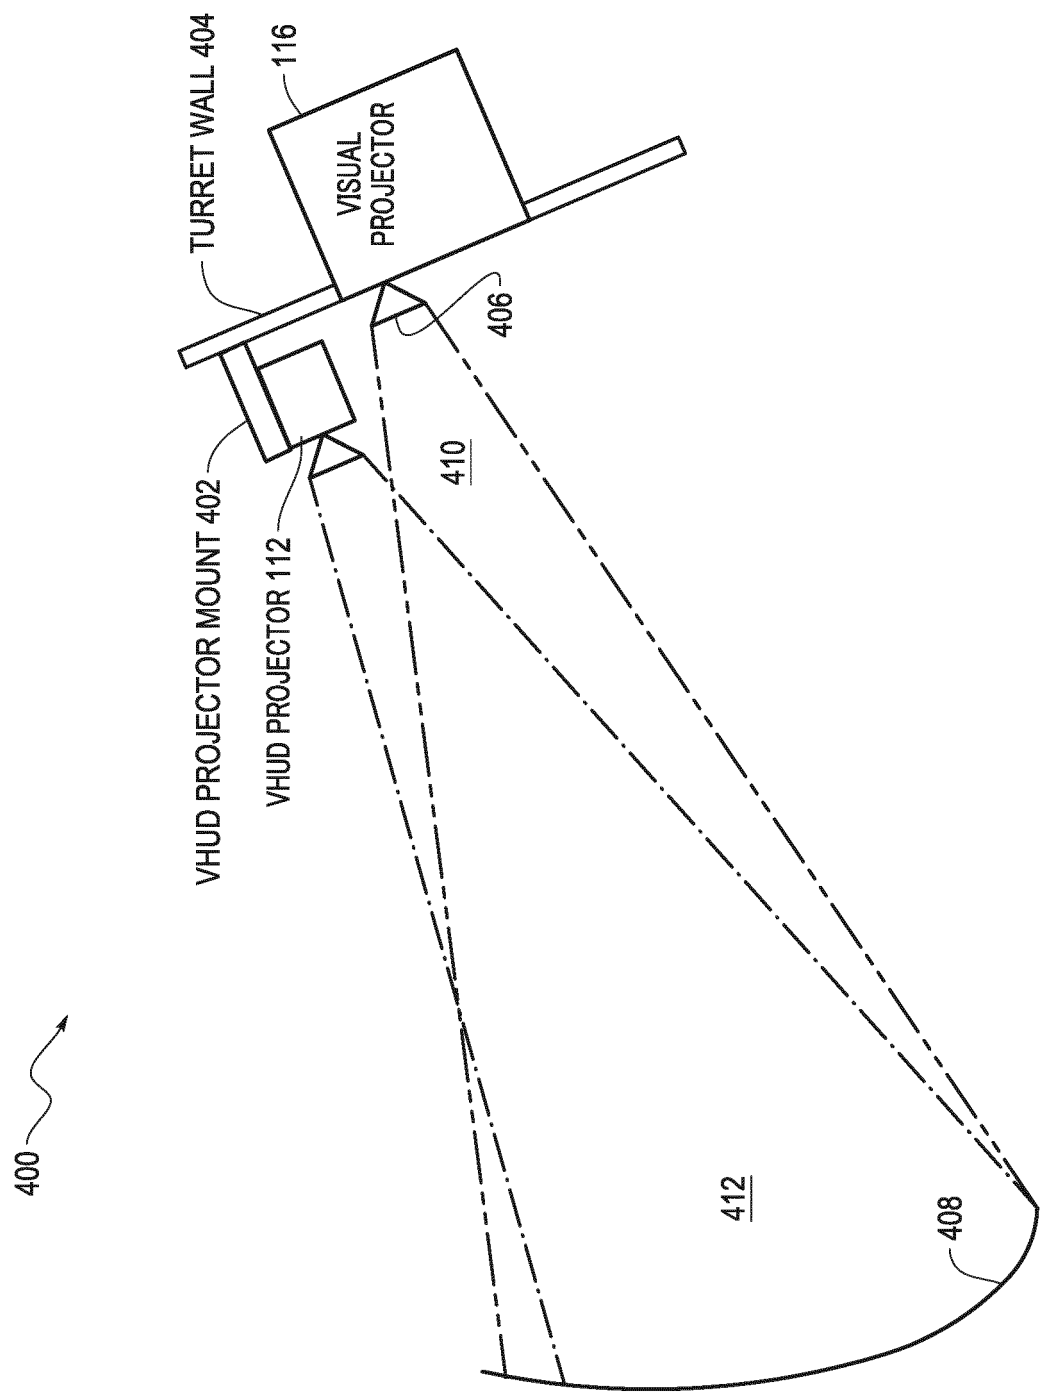 400
VHUD PROJECTOR MOUNT 402
TURRET WALL 404
VHUD PROJECTOR 112
116
VISUAL
PROJECTOR
410
406
412
408